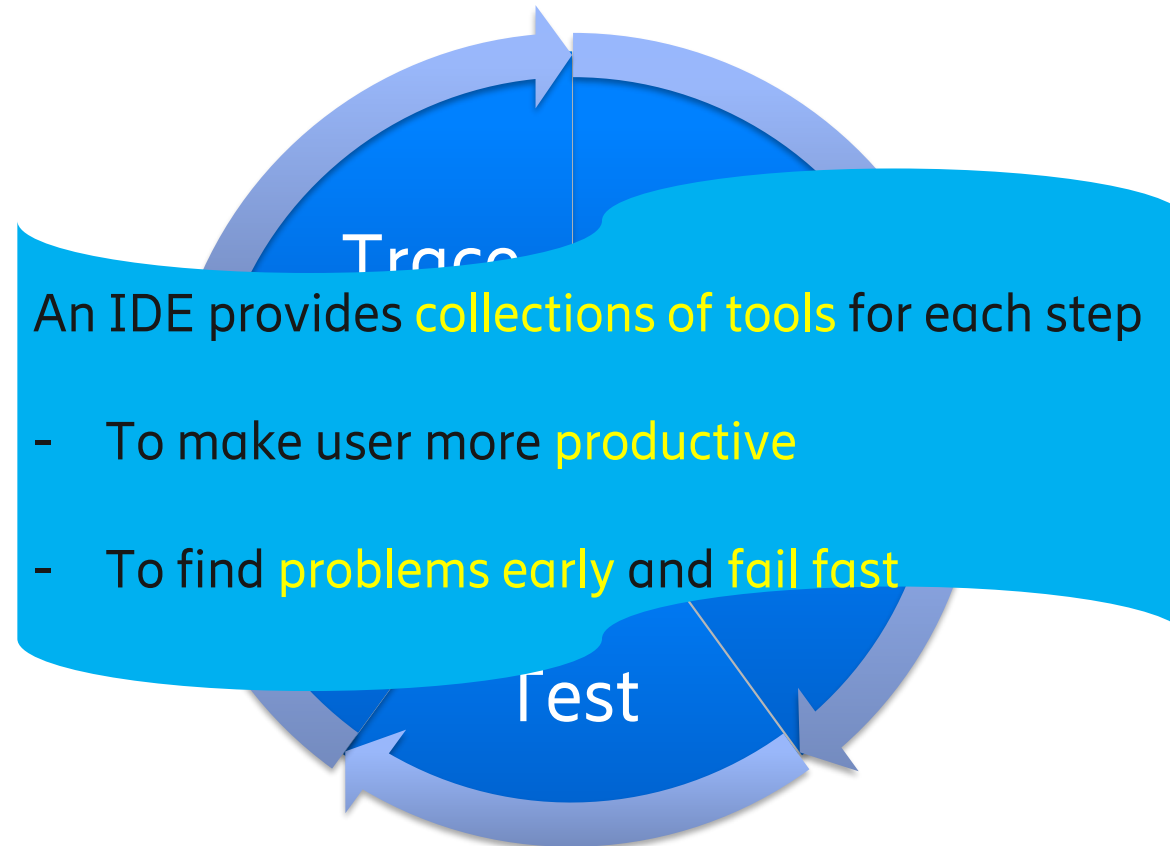 Trace
An IDE provides collections of tools for each step
- To make user more productive
- To find problems early and fail fast
Test